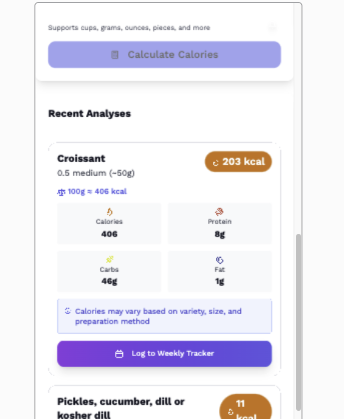 Supports cups, grams, ounces, pieces, and more
Calculate Calories
Recent Analyses
Croissant
203 kcal
0.5 medium (~50g)
100g ≈ 406 kcal
Calories
406
Protein
8g
Carbs
46g
Fat
1g
Calories may vary based on variety, size, and
preparation method
Log to Weekly Tracker
Pickles, cucumber, dill or
kosher dill
11
kcal